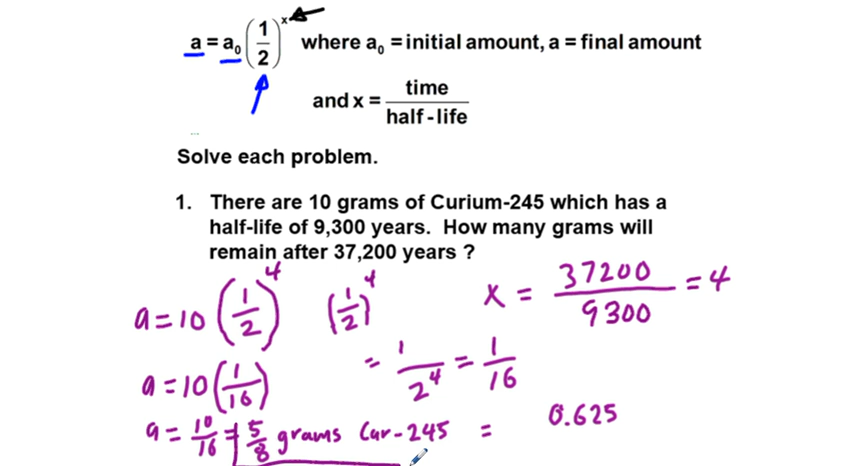 a = a₀ (1/2)^x where a₀ = initial amount, a = final amount
and x = time/half-life
Solve each problem.
1. There are 10 grams of Curium-245 which has a
half-life of 9,300 years. How many grams will
remain after 37,200 years ?
a = 10 (1/2)^4 (1/2)^4 x = 37200/9300 = 4
a = 10 (1/16) = 1/2^4 = 1/16
a = 10/16 = 5/8 grams Cur-245 = 0.625